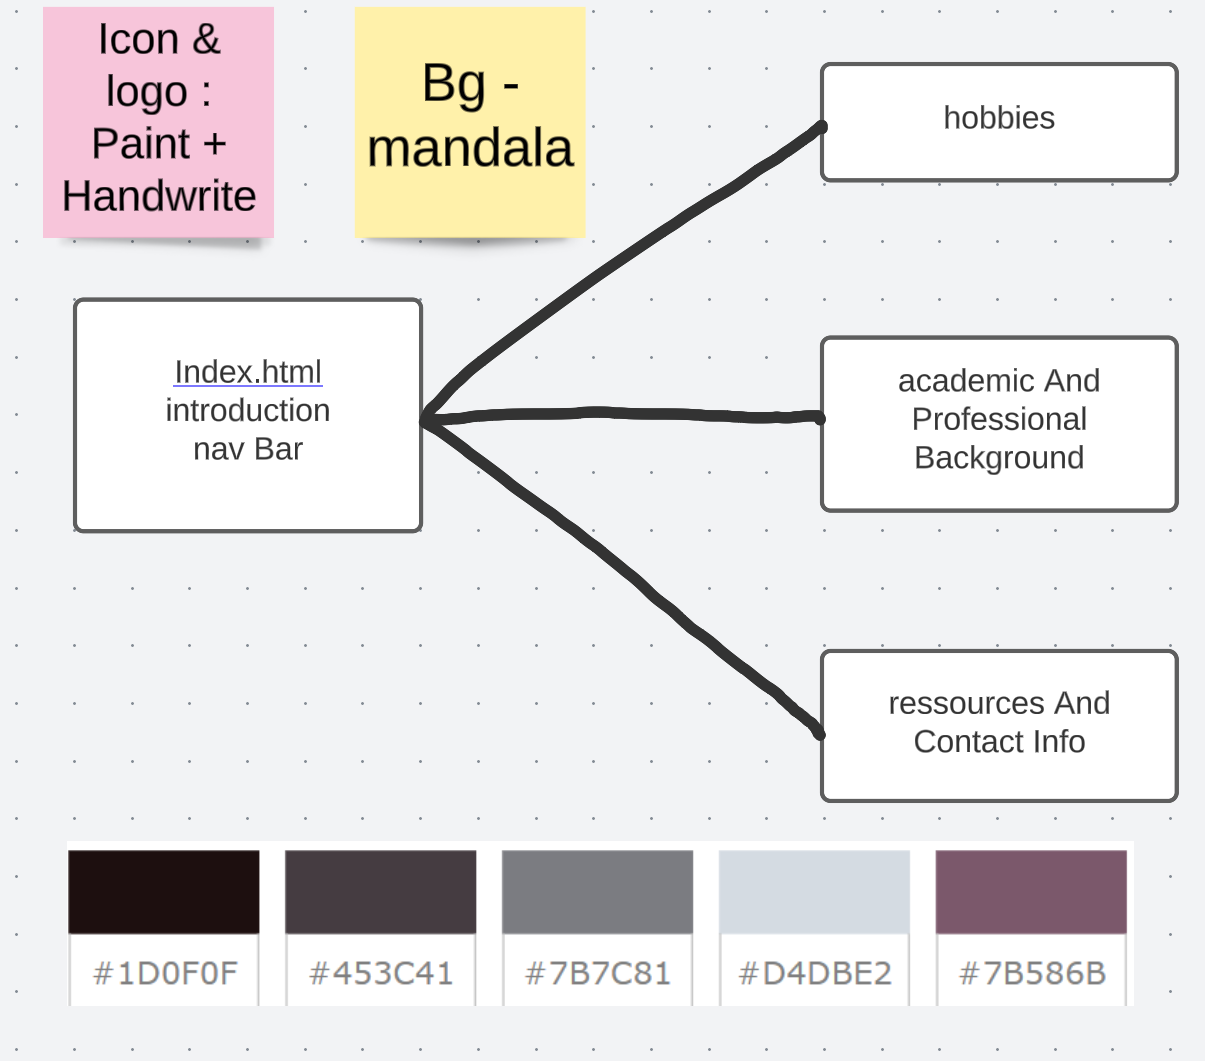 Icon &
logo :
Paint +
Handwrite
Bg -
mandala
hobbies
Index.html
introduction
nav Bar
academic And
Professional
Background
ressources And
Contact Info
#1D0F0F
#453C41
#7B7C81
#D4DBE2
#7B586B